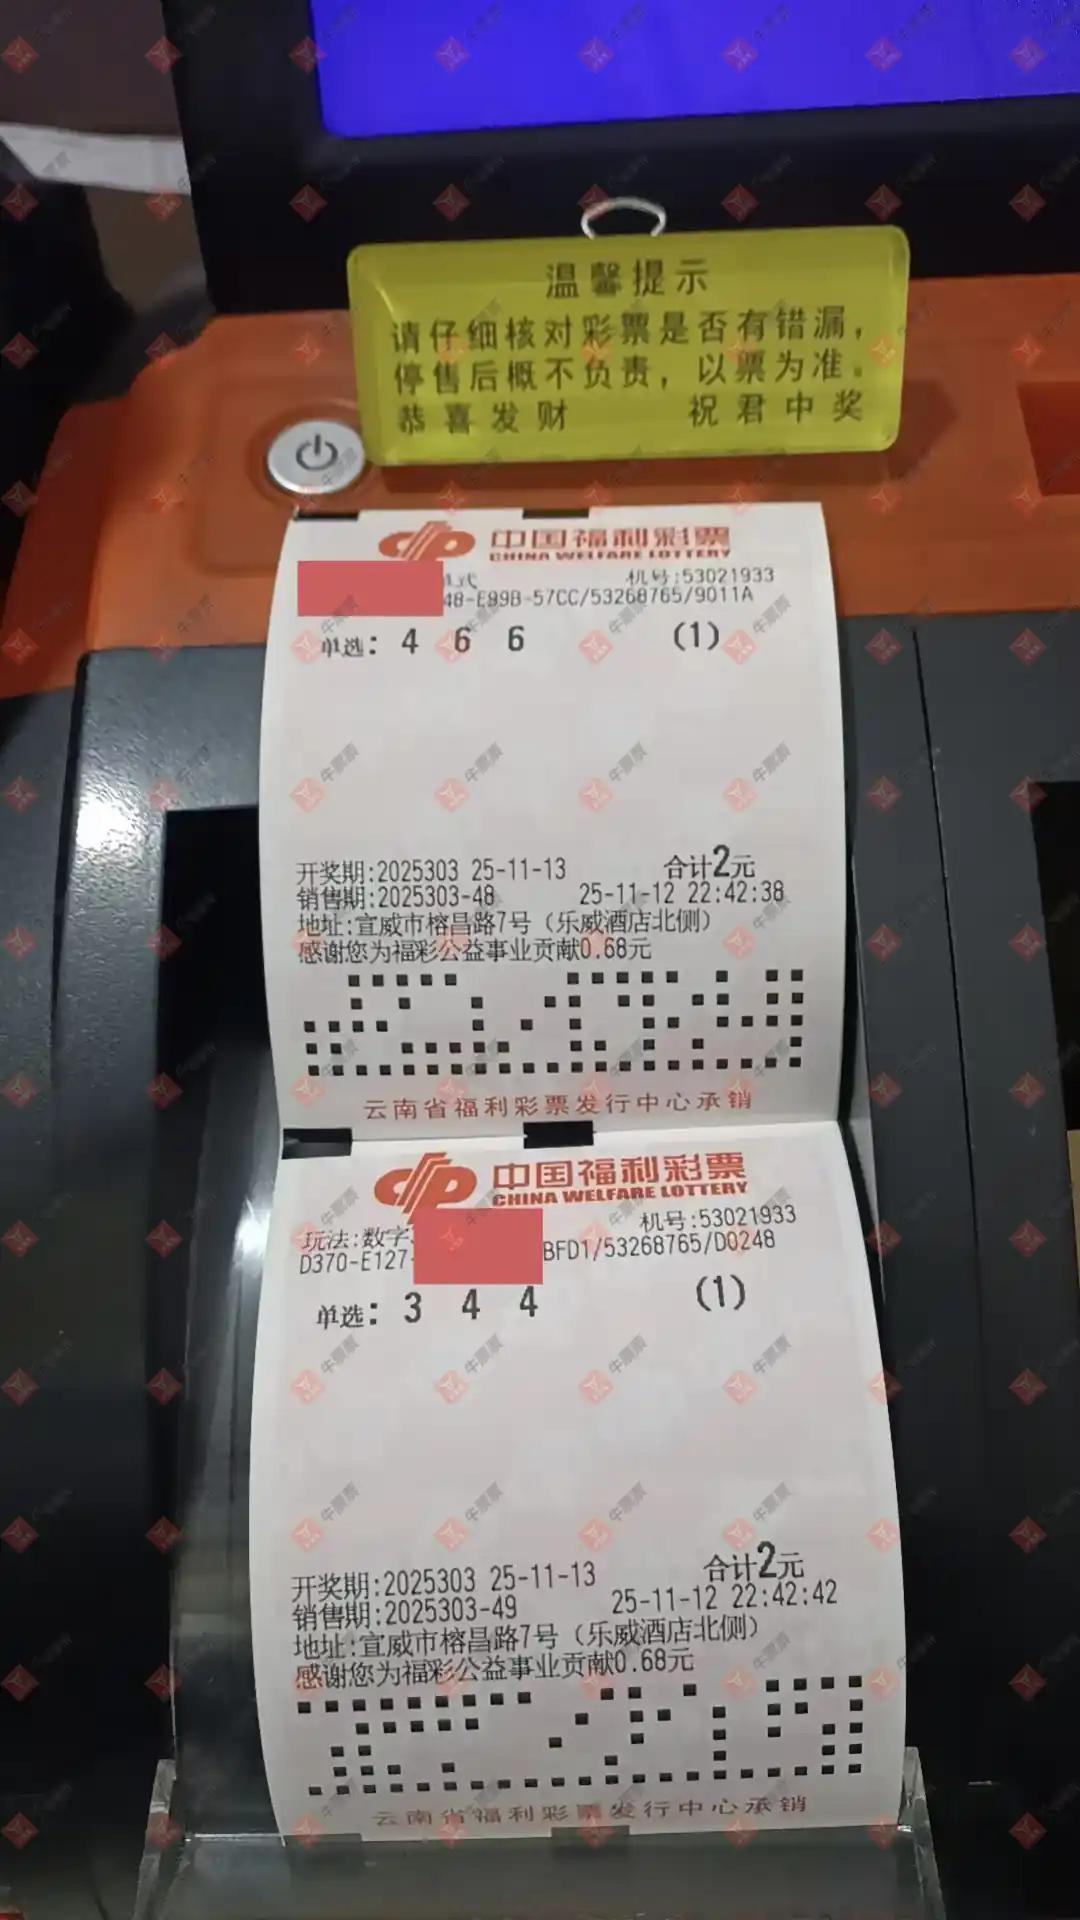 温馨提示
请仔细核对彩票是否有错漏，
停售后概不负责，以票为准。
恭喜发财 祝君中奖
中国福利彩票
CHINA WELFARE LOTTERY
式 机号:53021933
48-E99B-57CC/53268765/9011A
单选: 4 6 6 (1)
开奖期:2025303 25-11-13 合计2元
销售期:2025303-48 25-11-12 22:42:38
地址:宣威市榕昌路7号（乐威酒店北侧）
感谢您为福彩公益事业贡献0.68元
云南省福利彩票发行中心承销
中国福利彩票
CHINA WELFARE LOTTERY
玩法:数字 机号:53021933
D370-E127- BFD1/53268765/D0248
单选: 3 4 4 (1)
开奖期:2025303 25-11-13 合计2元
销售期:2025303-49 25-11-12 22:42:42
地址:宣威市榕昌路7号（乐威酒店北侧）
感谢您为福彩公益事业贡献0.68元
云南省福利彩票发行中心承销
牛票票